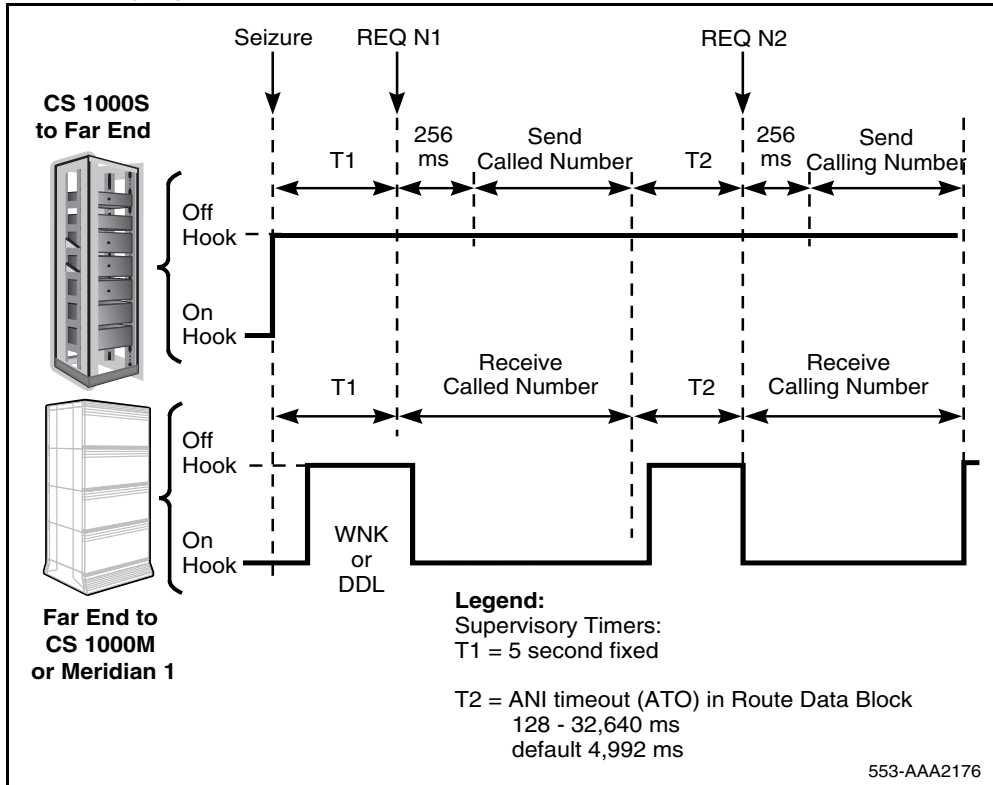 Seizure
REQ N1
REQ N2
CS 1000S
to Far End
T1
256
ms
Send
Called Number
T2
256
ms
Send
Calling Number
Off
Hook
On
Hook
T1
Receive
Called Number
T2
Receive
Calling Number
Off
Hook
On
Hook
WNK
or
DDL
Far End to
CS 1000M
or Meridian 1
Legend:
Supervisory Timers:
T1 = 5 second fixed
T2 = ANI timeout (ATO) in Route Data Block
128 - 32,640 ms
default 4,992 ms
553-AAA2176